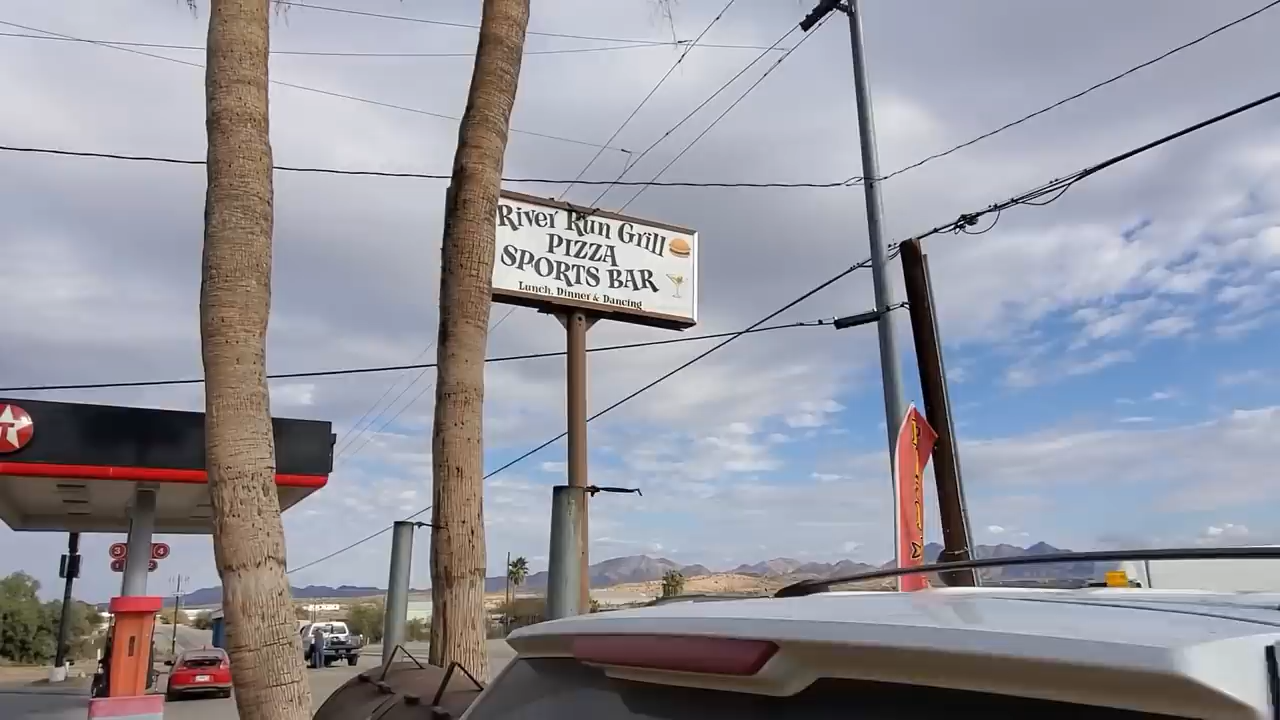 River Run Grill
PIZZA
SPORTS BAR
Lunch, Dinner & Dancing
T
3
4